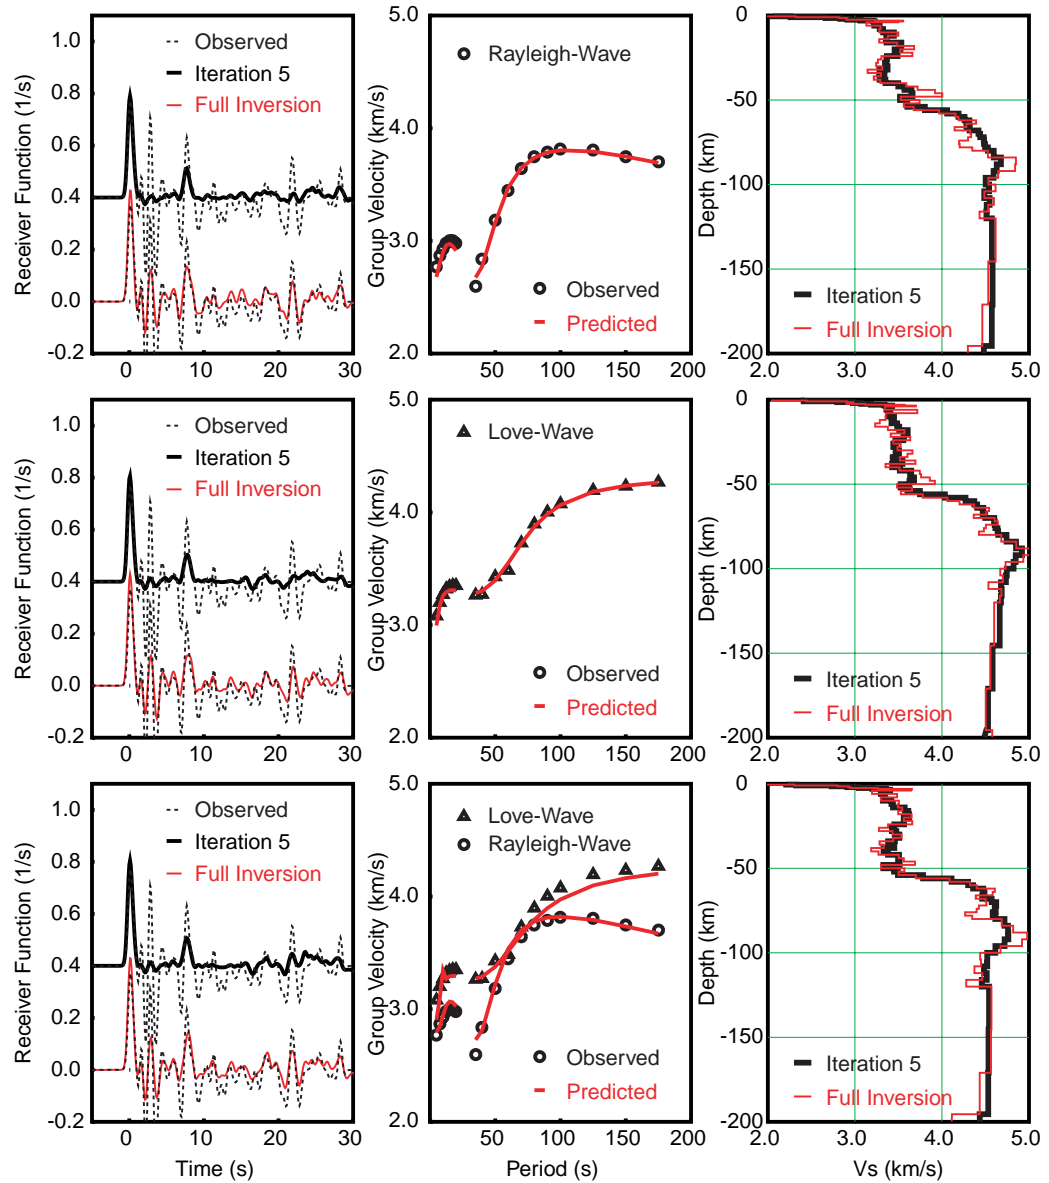 Receiver Function (1/s)
1.0
0.8
0.6
0.4
0.2
0.0
-0.2
Observed
Iteration 5
Full Inversion
0 10 20 30
Group Velocity (km/s)
5.0
4.0
3.0
2.0
Rayleigh-Wave
Observed
Predicted
50 100 150 200
Depth (km)
0
-50
-100
-150
-200
Iteration 5
Full Inversion
2.0 3.0 4.0 5.0
Receiver Function (1/s)
1.0
0.8
0.6
0.4
0.2
0.0
-0.2
Observed
Iteration 5
Full Inversion
0 10 20 30
Group Velocity (km/s)
5.0
4.0
3.0
2.0
Love-Wave
Observed
Predicted
50 100 150 200
Depth (km)
0
-50
-100
-150
-200
Iteration 5
Full Inversion
2.0 3.0 4.0 5.0
Receiver Function (1/s)
1.0
0.8
0.6
0.4
0.2
0.0
-0.2
Observed
Iteration 5
Full Inversion
0 10 20 30
Time (s)
Group Velocity (km/s)
5.0
4.0
3.0
2.0
Love-Wave
Rayleigh-Wave
Observed
Predicted
50 100 150 200
Period (s)
Depth (km)
0
-50
-100
-150
-200
Iteration 5
Full Inversion
2.0 3.0 4.0 5.0
Vs (km/s)